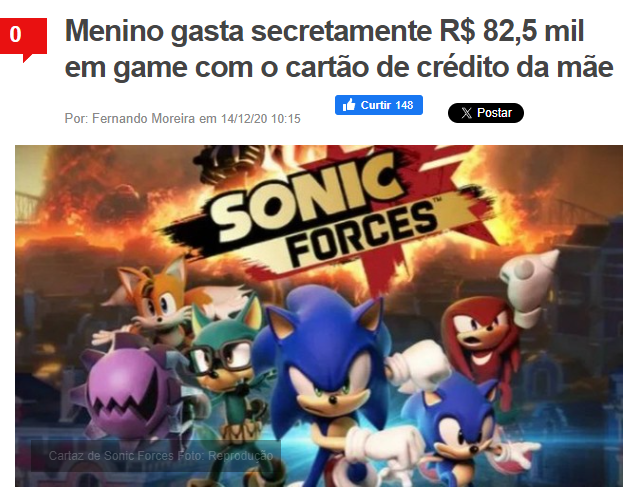 0
Menino gasta secretamente R$ 82,5 mil
em game com o cartão de crédito da mãe
Por: Fernando Moreira em 14/12/20 10:15
Curtir 148
Postar
SONIC
FORCES™
Cartaz de Sonic Forces Foto: Reprodução